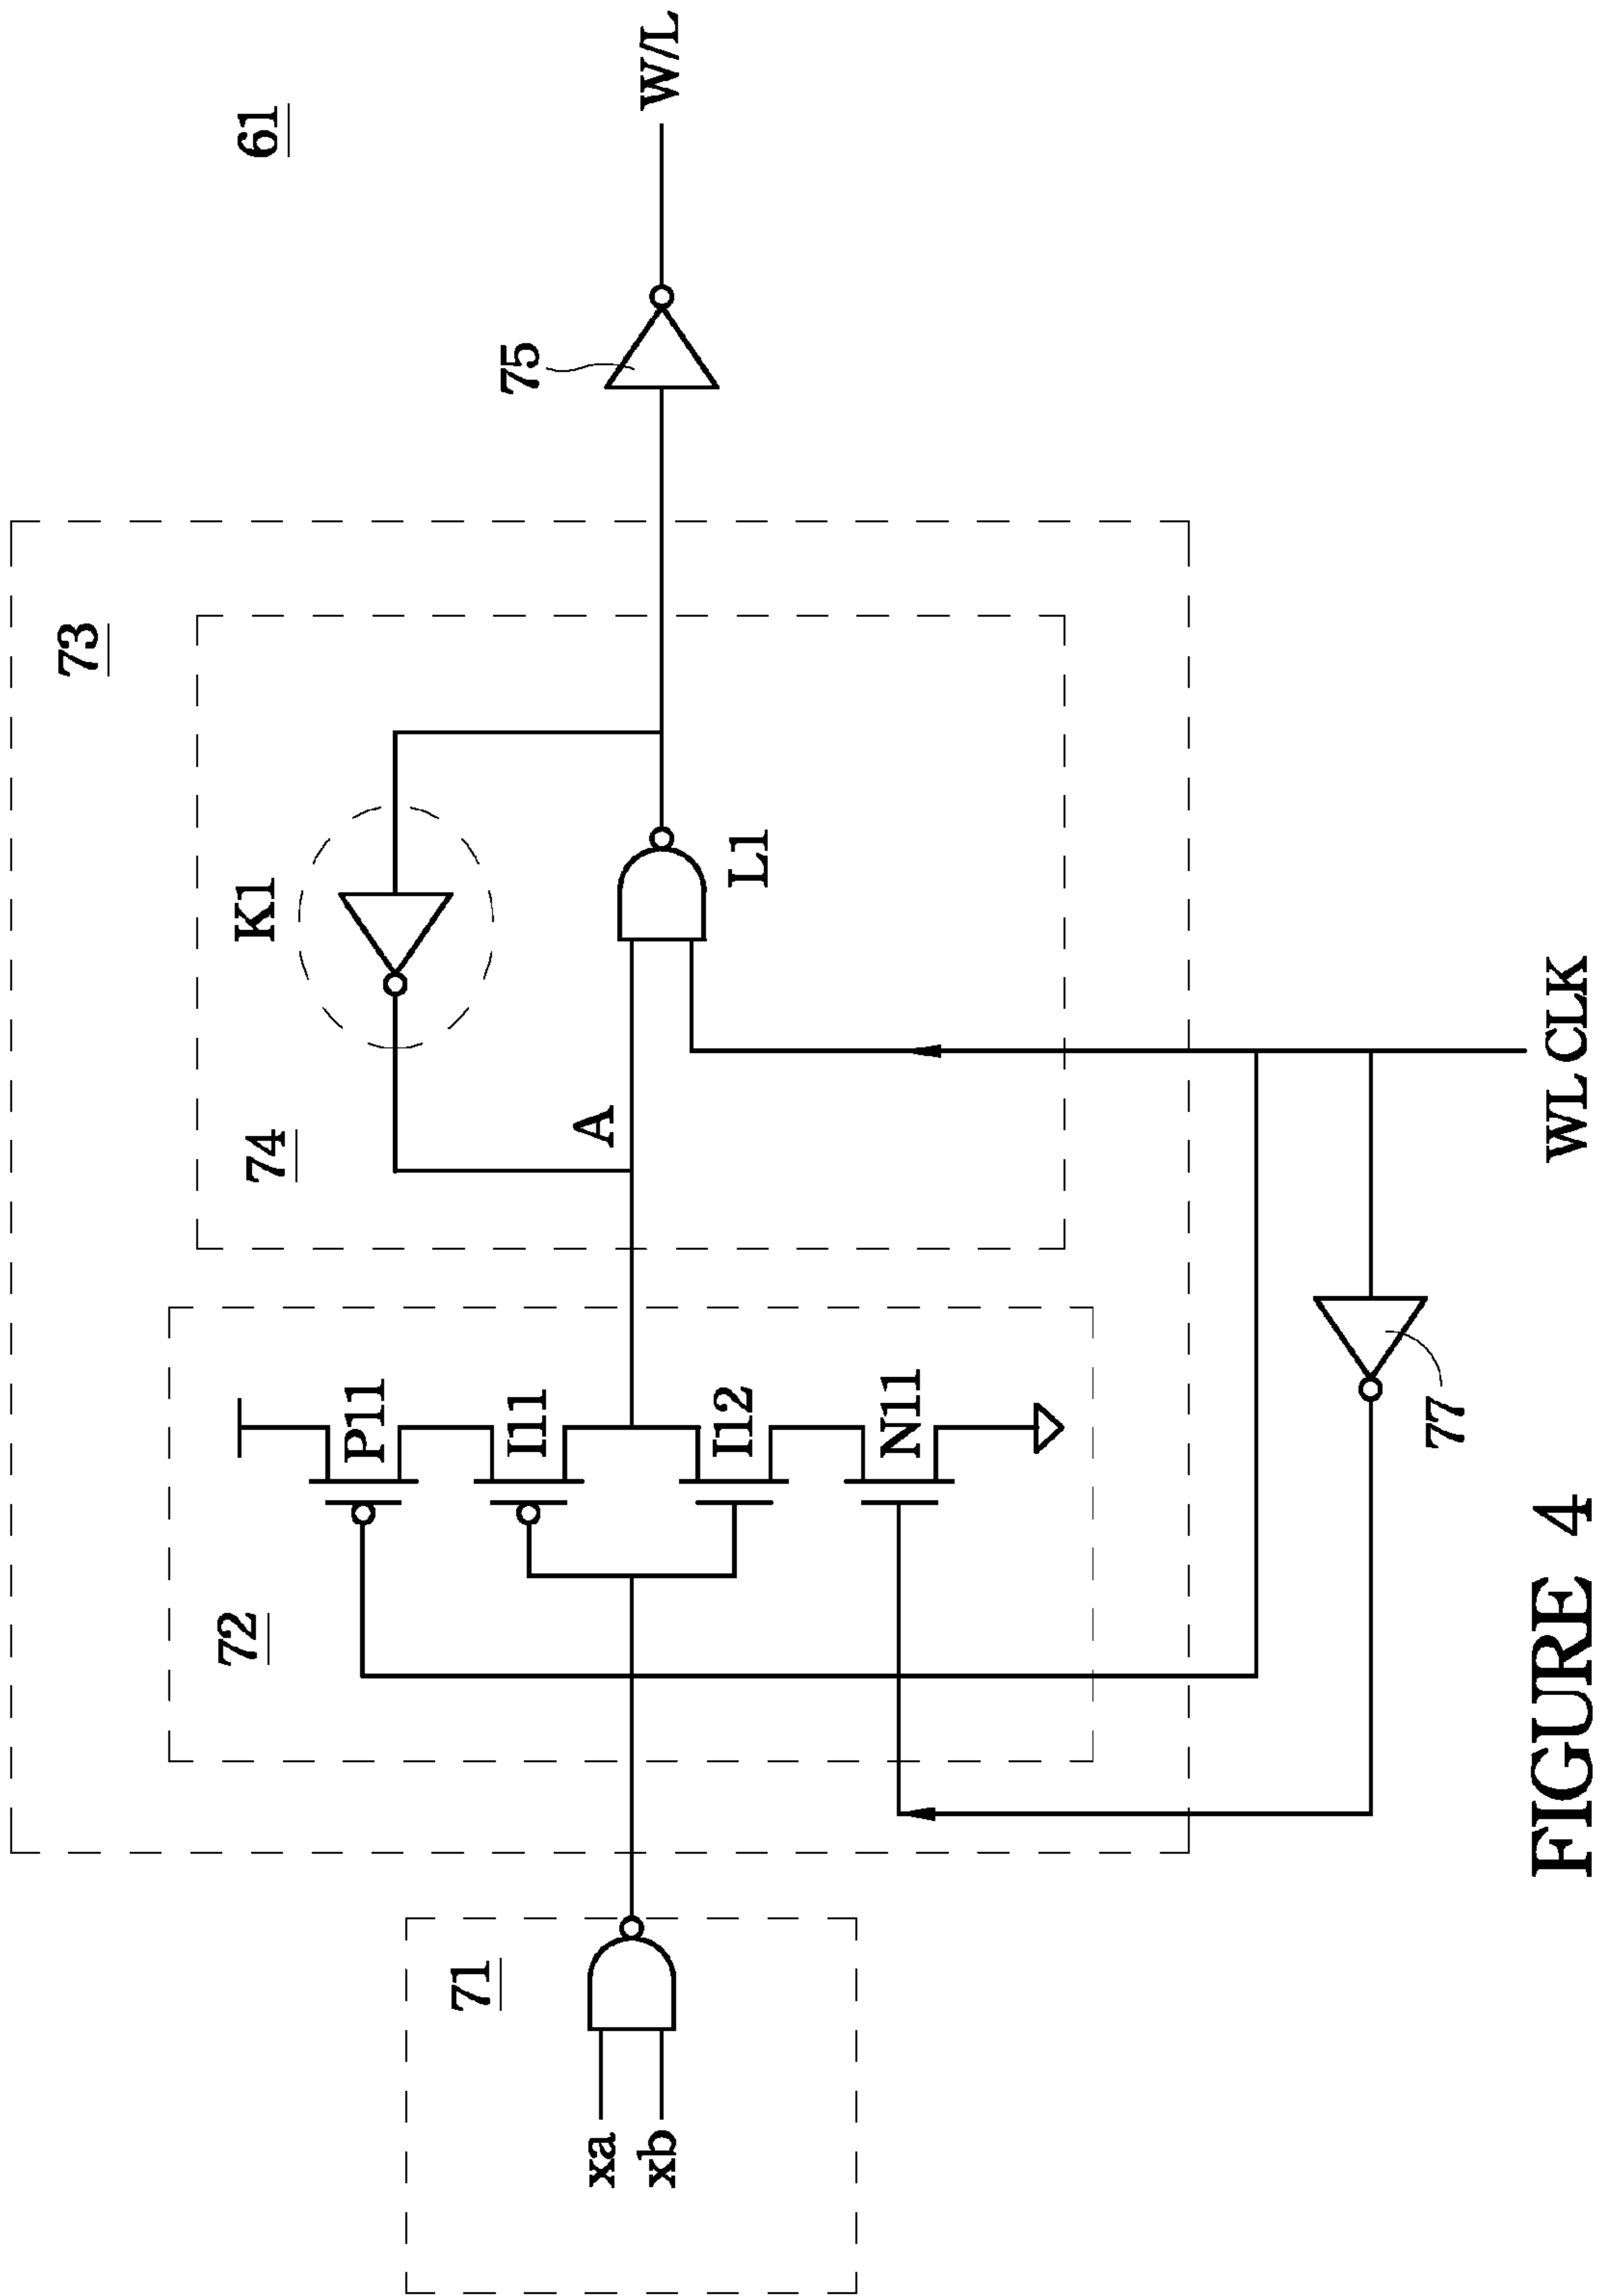 61
73
K1
74
72
P11
I11
75
W/L
A
71
xa
xb
I12
L1
N11
77
WL CLK
FIGURE 4